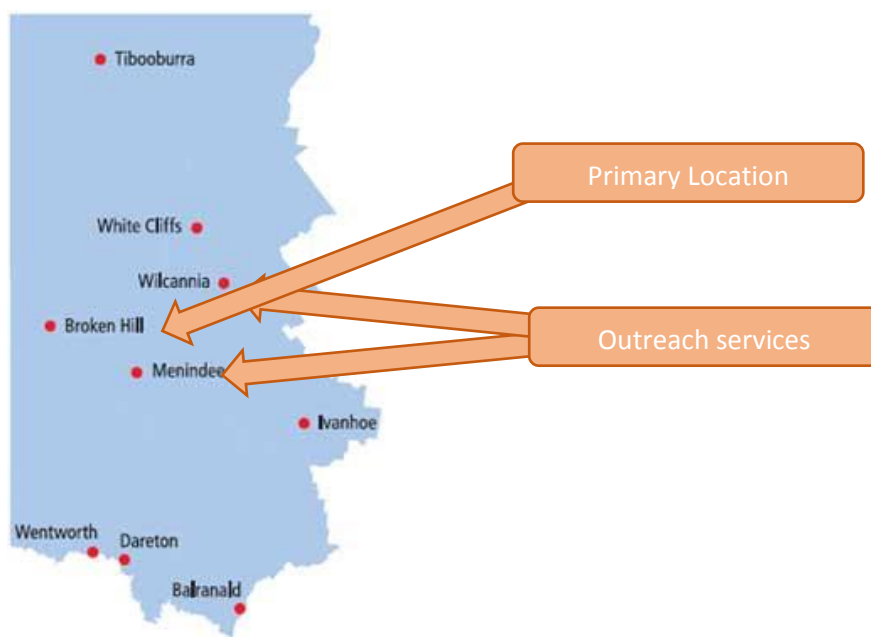 Tibooburra
Primary Location
White Cliffs
Wilcannia
Broken Hill
Outreach services
Menindee
Ivanhoe
Wentworth
Dareton
Balranald